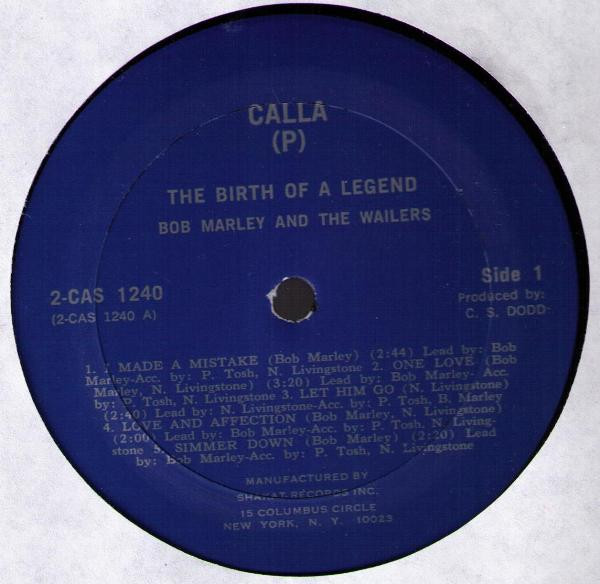 CALLA
(P)
THE BIRTH OF A LEGEND
BOB MARLEY AND THE WAILERS
2-CAS 1240
(2-CAS 1240 A)
Side 1
Produced by:
C. S. DODD
1. I MADE A MISTAKE (Bob Marley) (2:44) Lead by: Bob
Marley-Acc. by: P. Tosh, N. Livingstone 2. ONE LOVE (Bob
Marley, N. Livingstone) (3:20) Lead by: Bob Marley- Acc.
by: P. Tosh, N. Livingstone 3. LET HIM GO (N. Livingstone)
(2:40) Lead by: N. Livingstone-Acc. by: P. Tosh, B. Marley
4. LOVE AND AFFECTION (Bob Marley, N. Livingstone)
(2:00) Lead by: Bob Marley-Acc. by: P. Tosh, N. Living-
stone 5. SIMMER DOWN (Bob Marley) (2:20) Lead
by: Bob Marley-Acc. by: P. Tosh, N. Livingstone
MANUFACTURED BY
SHAKAT RECORDS INC.
15 COLUMBUS CIRCLE
NEW YORK, N. Y. 10023